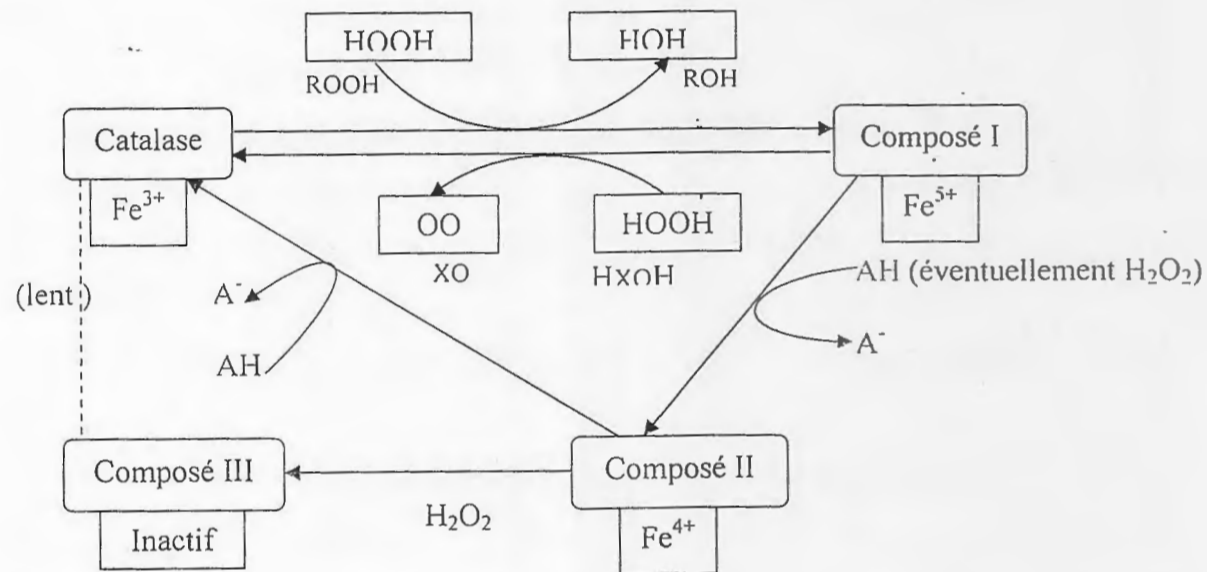 HOOH
HOH
ROOH
ROH
Catalase
Composé I
Fe³⁺
OO
HOOH
Fe⁵⁺
XO
HXOH
(lent )
A⁻
AH (éventuellement H₂O₂)
AH
A⁻
Composé III
Composé II
Inactif
H₂O₂
Fe⁴⁺